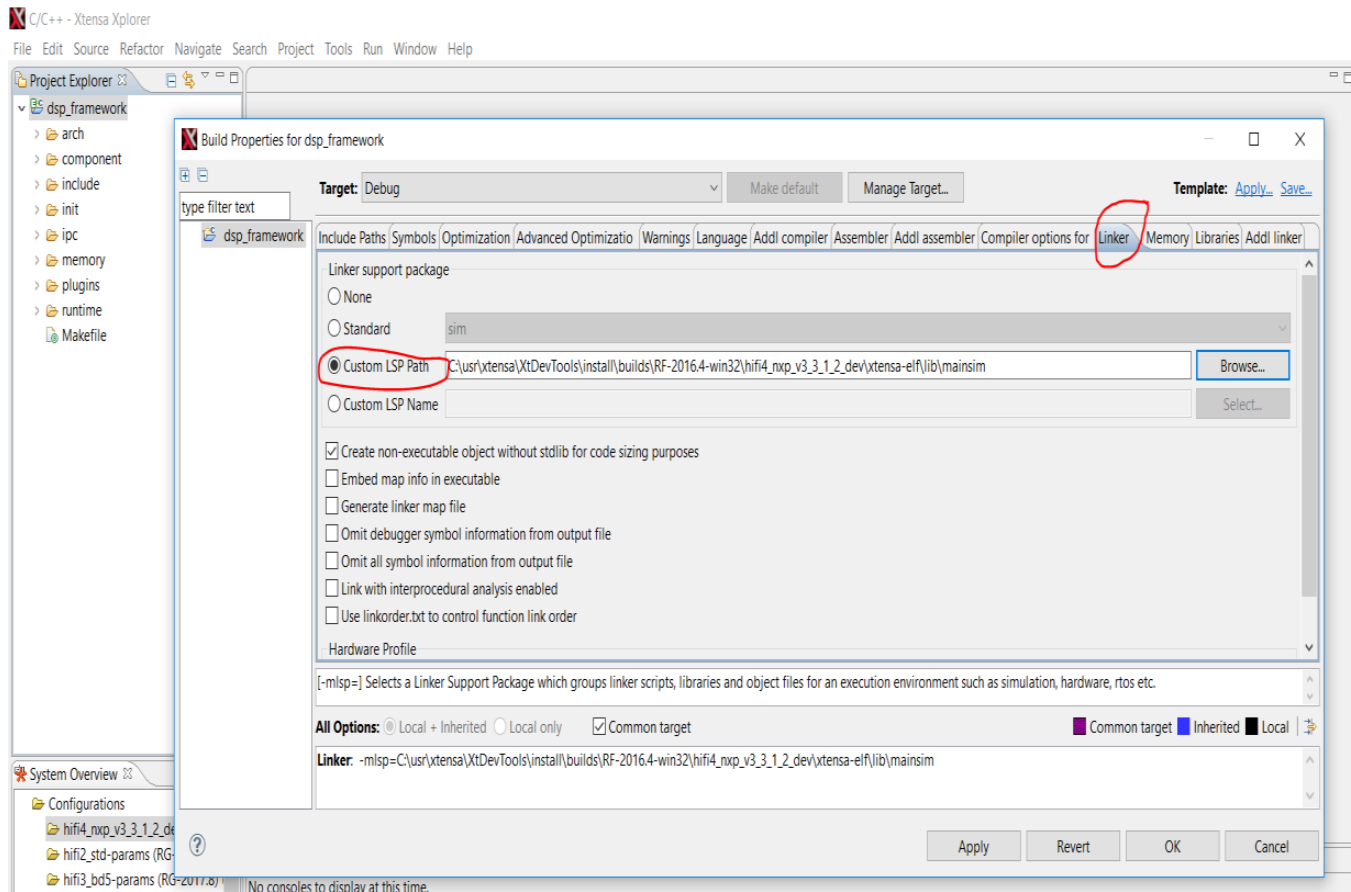 C/C++ - Xtensa Xplorer
File Edit Source Refactor Navigate Search Project Tools Run Window Help
Project Explorer
dsp_framework
arch
component
include
init
ipc
memory
plugins
runtime
Makefile
Build Properties for dsp_framework
type filter text
dsp_framework
Target: Debug Make default Manage Target... Template: Apply... Save...
Include Paths Symbols Optimization Advanced Optimizatio Warnings Language Addl compiler Assembler Addl assembler Compiler options for Linker Memory Libraries Addl linker
Linker support package
None
Standard sim
Custom LSP Path C:\usr\xtensa\XtDevTools\install\builds\RF-2016.4-win32\hifi4_nxp_v3_3_1_2_dev\xtensa-elf\lib\mainsim Browse...
Custom LSP Name Select...
Create non-executable object without stdlib for code sizing purposes
Embed map info in executable
Generate linker map file
Omit debugger symbol information from output file
Omit all symbol information from output file
Link with interprocedural analysis enabled
Use linkorder.txt to control function link order
Hardware Profile
[-mlsp=] Selects a Linker Support Package which groups linker scripts, libraries and object files for an execution environment such as simulation, hardware, rtos etc.
All Options: Local + Inherited Local only Common target Common target Inherited Local
Linker: -mlsp=C:\usr\xtensa\XtDevTools\install\builds\RF-2016.4-win32\hifi4_nxp_v3_3_1_2_dev\xtensa-elf\lib\mainsim
Apply Revert OK Cancel
System Overview
Configurations
hifi4_nxp_v3_3_1_2_de
hifi2_std-params (RG-
hifi3_bd5-params (RG-2017.8)
No consoles to display at this time.